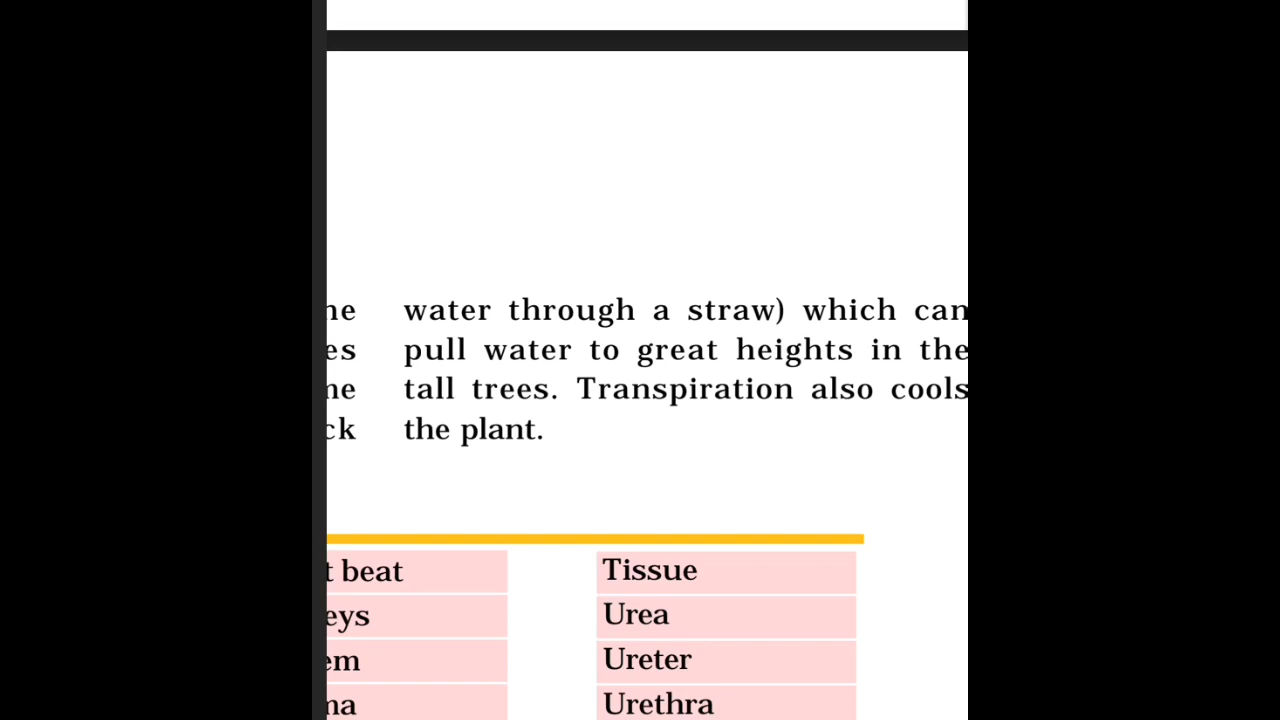 water through a straw) which can
pull water to great heights in the
tall trees. Transpiration also cools
the plant.
beat
Tissue
Urea
Ureter
Urethra